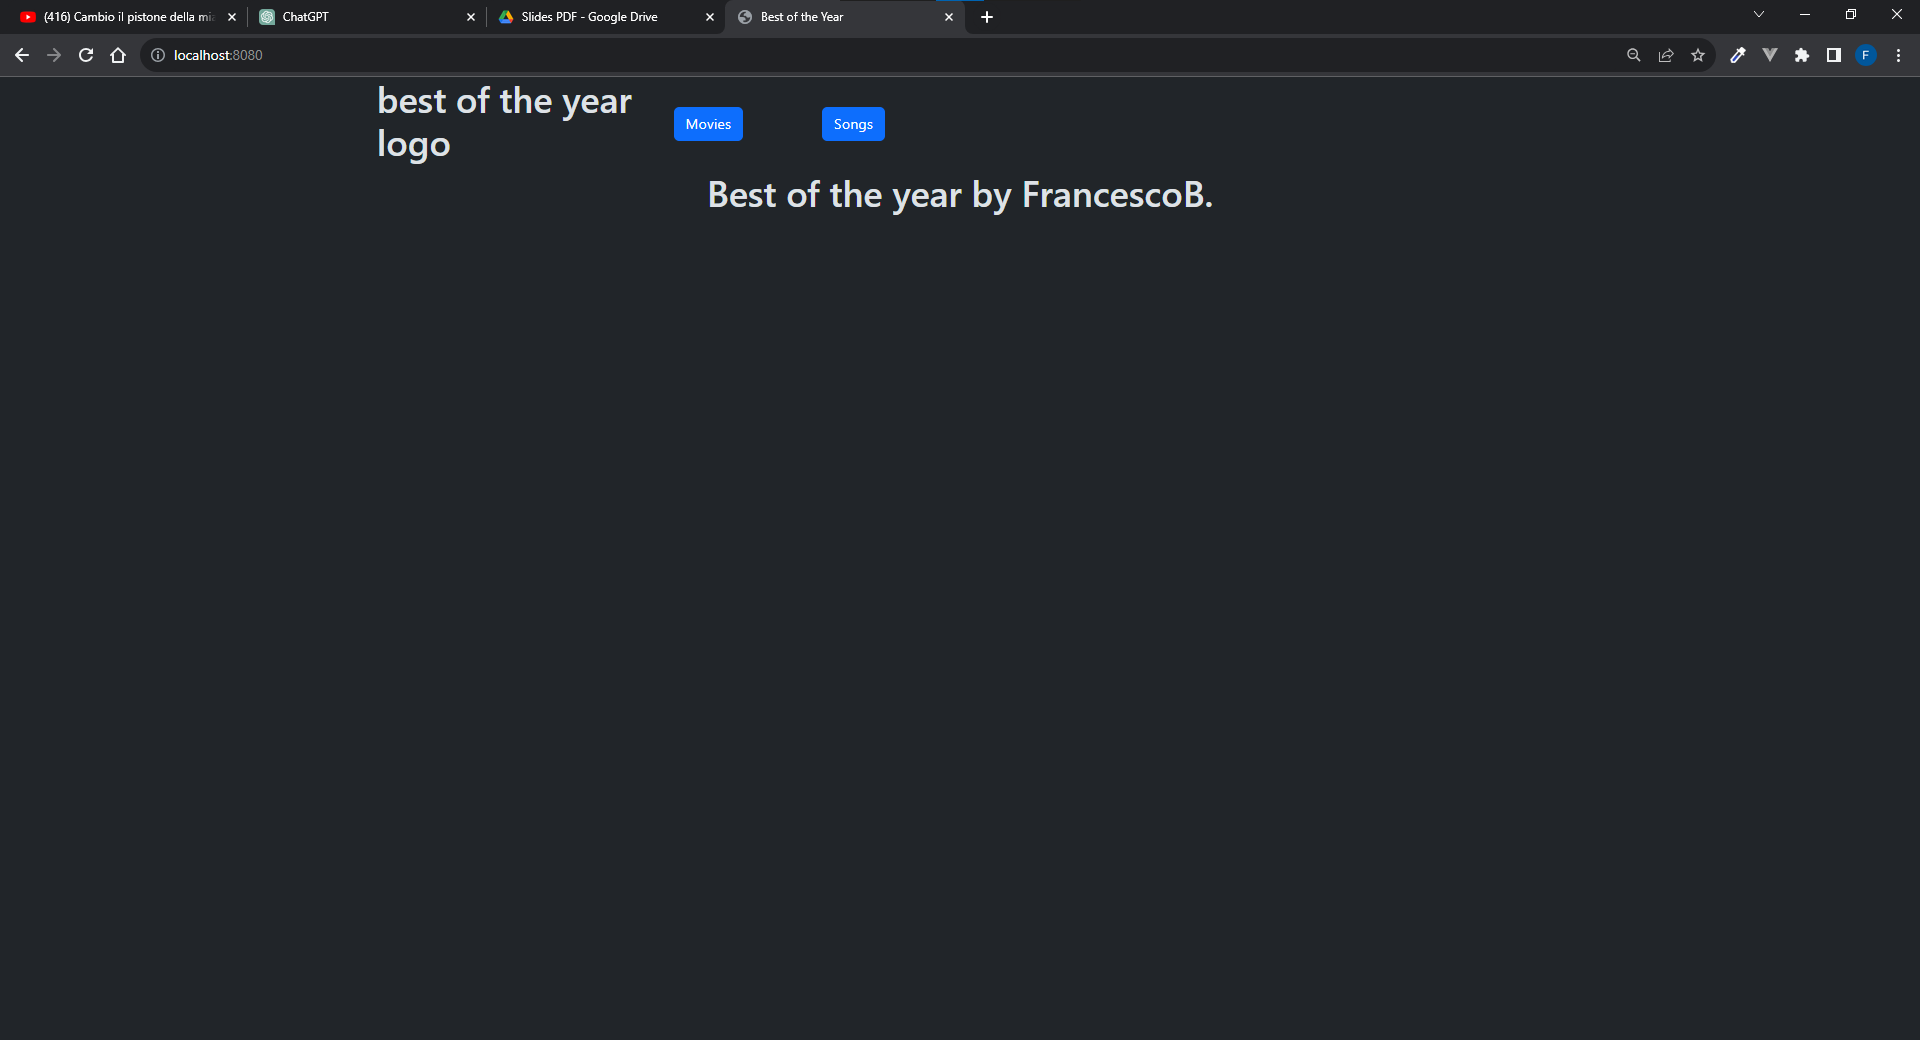 (416) Cambio il pistone della mia
ChatGPT
Slides PDF - Google Drive
Best of the Year
localhost:8080
F
best of the year
logo
Movies
Songs
Best of the year by FrancescoB.